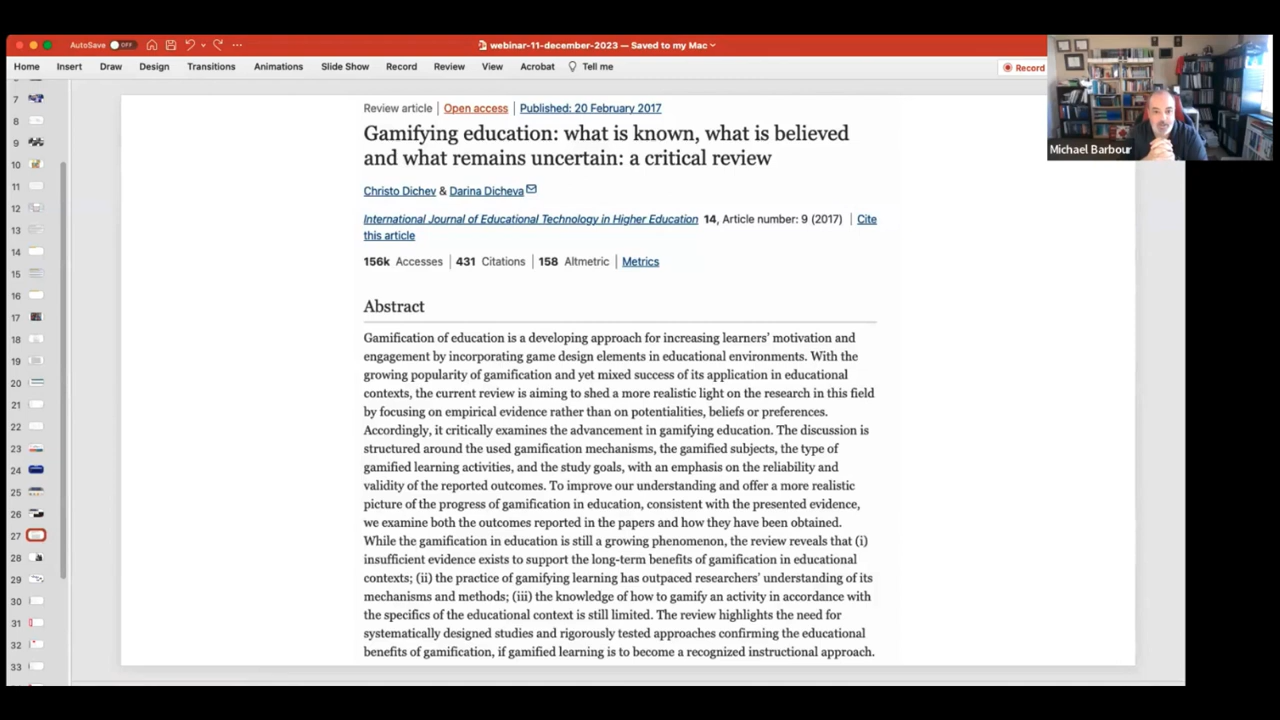 AutoSave OFF
webinar-11-december-2023 — Saved to my Mac
Home Insert Draw Design Transitions Animations Slide Show Record Review View Acrobat Tell me
Record
7
8
9
10
11
12
13
14
15
16
17
18
19
20
21
22
23
24
25
26
27
28
29
30
31
32
33
Review article | Open access | Published: 20 February 2017
Gamifying education: what is known, what is believed
and what remains uncertain: a critical review
Christo Dichev & Darina Dicheva
International Journal of Educational Technology in Higher Education 14, Article number: 9 (2017) | Cite
this article
156k Accesses | 431 Citations | 158 Altmetric | Metrics
Abstract
Gamification of education is a developing approach for increasing learners' motivation and
engagement by incorporating game design elements in educational environments. With the
growing popularity of gamification and yet mixed success of its application in educational
contexts, the current review is aiming to shed a more realistic light on the research in this field
by focusing on empirical evidence rather than on potentialities, beliefs or preferences.
Accordingly, it critically examines the advancement in gamifying education. The discussion is
structured around the used gamification mechanisms, the gamified subjects, the type of
gamified learning activities, and the study goals, with an emphasis on the reliability and
validity of the reported outcomes. To improve our understanding and offer a more realistic
picture of the progress of gamification in education, consistent with the presented evidence,
we examine both the outcomes reported in the papers and how they have been obtained.
While the gamification in education is still a growing phenomenon, the review reveals that (i)
insufficient evidence exists to support the long-term benefits of gamification in educational
contexts; (ii) the practice of gamifying learning has outpaced researchers' understanding of its
mechanisms and methods; (iii) the knowledge of how to gamify an activity in accordance with
the specifics of the educational context is still limited. The review highlights the need for
systematically designed studies and rigorously tested approaches confirming the educational
benefits of gamification, if gamified learning is to become a recognized instructional approach.
Michael Barbour